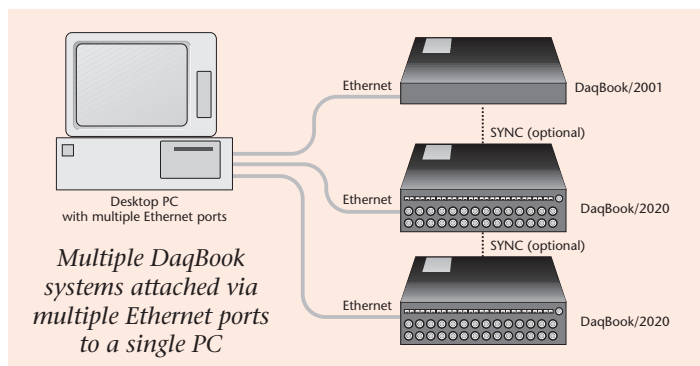 Ethernet
DaqBook/2001
SYNC (optional)
Desktop PC
with multiple Ethernet ports
Ethernet
DaqBook/2020
SYNC (optional)
Multiple DaqBook
systems attached via
multiple Ethernet ports
to a single PC
Ethernet
DaqBook/2020